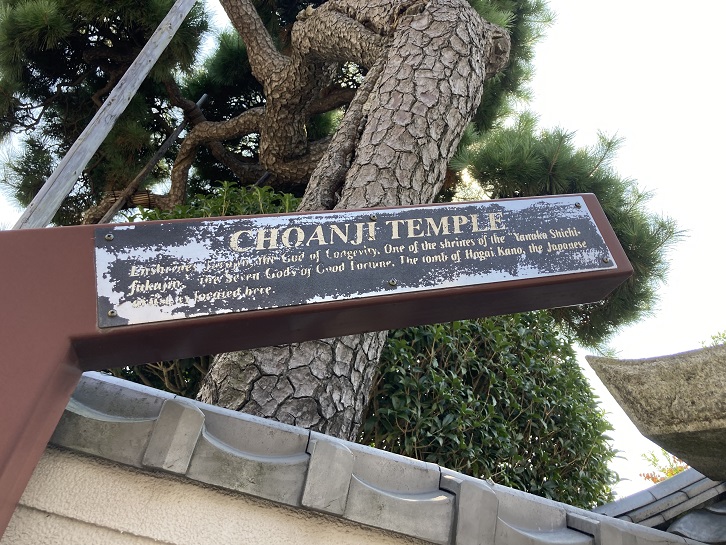 CHOANJI TEMPLE
Enshrines the God of Longevity. One of the shrines of the Yanaka Shichi-
fukujin the Seven Gods of Good Fortune. The tomb of Hogai Kano, the Japanese
is located here.